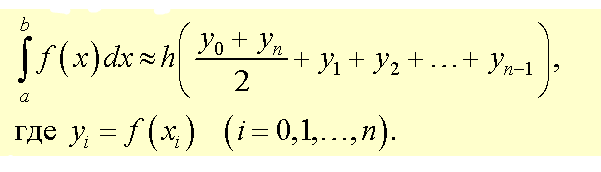 ∫_a^b f(x)dx ≈ h((y_0 + y_n)/2 + y_1 + y_2 + … + y_{n−1}),
где y_i = f(x_i) (i = 0,1,…,n).